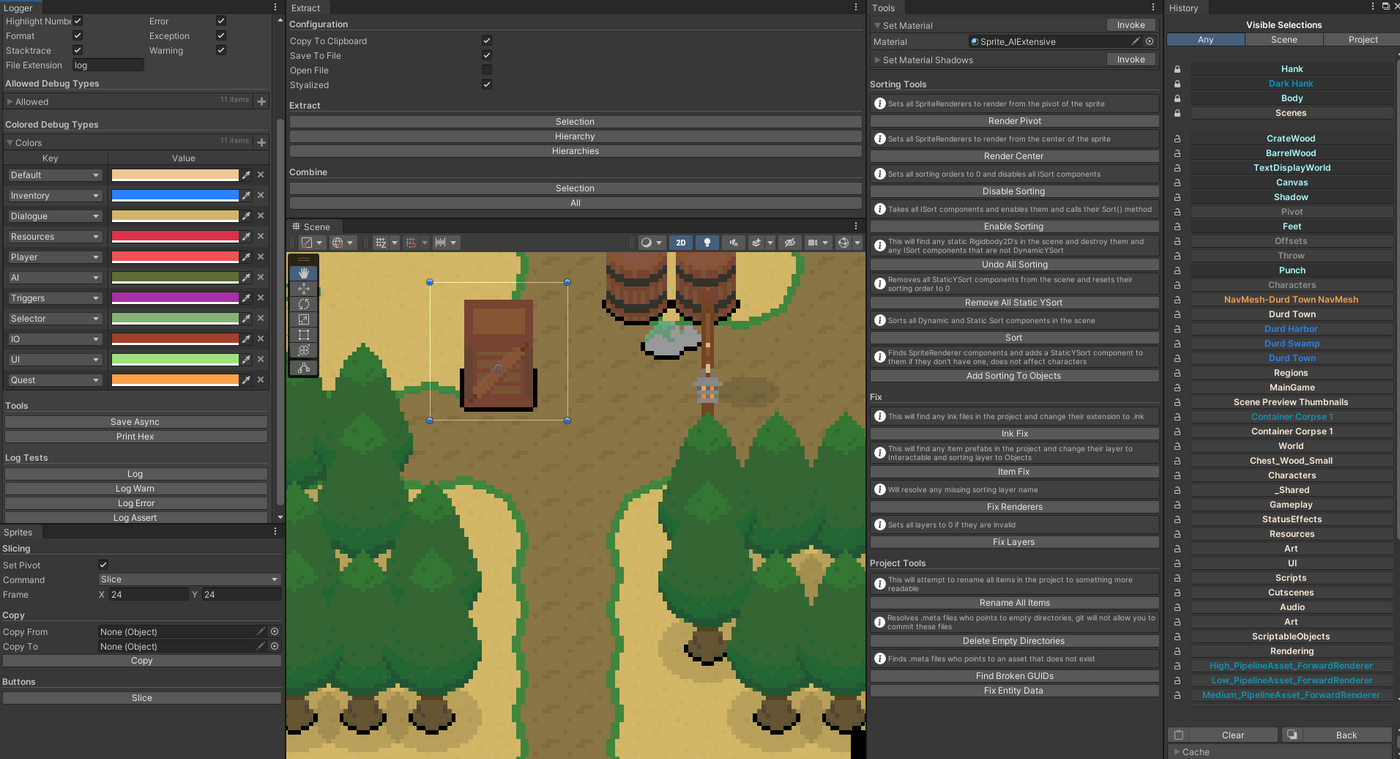 Logger
Highlight Numbe
Error
Format
Exception
Stacktrace
Warning
File Extension
log
Allowed Debug Types
Allowed
11 items
Colored Debug Types
Colors
11 items
Key
Value
Default
Inventory
Dialogue
Resources
Player
AI
Triggers
Selector
IO
UI
Quest
Tools
Save Async
Print Hex
Log Tests
Log
Log Warn
Log Error
Log Assert
Sprites
Slicing
Set Pivot
Command
Slice
Frame
X 24
Y 24
Copy
Copy From
None (Object)
Copy To
None (Object)
Copy
Buttons
Slice
Extract
Configuration
Copy To Clipboard
Save To File
Open File
Styalized
Extract
Selection
Hierarchy
Hierarchies
Combine
Selection
All
Scene
2D
Tools
Set Material
Invoke
Material
Sprite_AIExtensive
Set Material Shadows
Invoke
Sorting Tools
Sets all SpriteRenderers to render from the pivot of the sprite
Render Pivot
Sets all SpriteRenderers to render from the center of the sprite
Render Center
Sets all sorting orders to 0 and disables all ISort components
Disable Sorting
Takes all ISort components and enables them and calls their Sort() method
Enable Sorting
This will find any static Rigidbody2D's in the scene and destroy them and
any ISort components that are not DynamicYSort
Undo All Sorting
Removes all StaticYSort components from the scene and resets their
sorting order to 0
Remove All Static YSort
Sorts all Dynamic and Static Sort components in the scene
Sort
Finds SpriteRenderer components and adds a StaticYSort component to
them if they don't have one, does not affect characters
Add Sorting To Objects
Fix
This will find any ink files in the project and change their extension to .ink
Ink Fix
This will find any item prefabs in the project and change their layer to
Interactable and sorting layer to Objects
Item Fix
Will resolve any missing sorting layer name
Fix Renderers
Sets all layers to 0 if they are invalid
Fix Layers
Project Tools
This will attempt to rename all items in the project to something more
readable
Rename All Items
Resolves .meta files who points to empty directories, git will not allow you to
commit these files
Delete Empty Directories
Finds .meta files who points to an asset that does not exist
Find Broken GUIDs
Fix Entity Data
History
Visible Selections
Any
Scene
Project
Hank
Dark Hank
Body
Scenes
CrateWood
BarrelWood
TextDisplayWorld
Canvas
Shadow
Pivot
Feet
Offsets
Throw
Punch
Characters
NavMesh-Durd Town NavMesh
Durd Town
Durd Harbor
Durd Swamp
Durd Town
Regions
MainGame
Scene Preview Thumbnails
Container Corpse 1
Container Corpse 1
World
Chest_Wood_Small
Characters
_Shared
Gameplay
StatusEffects
Resources
Art
UI
Scripts
Cutscenes
Audio
Art
ScriptableObjects
Rendering
High_PipelineAsset_ForwardRenderer
Low_PipelineAsset_ForwardRenderer
Medium_PipelineAsset_ForwardRenderer
Clear
Back
Cache